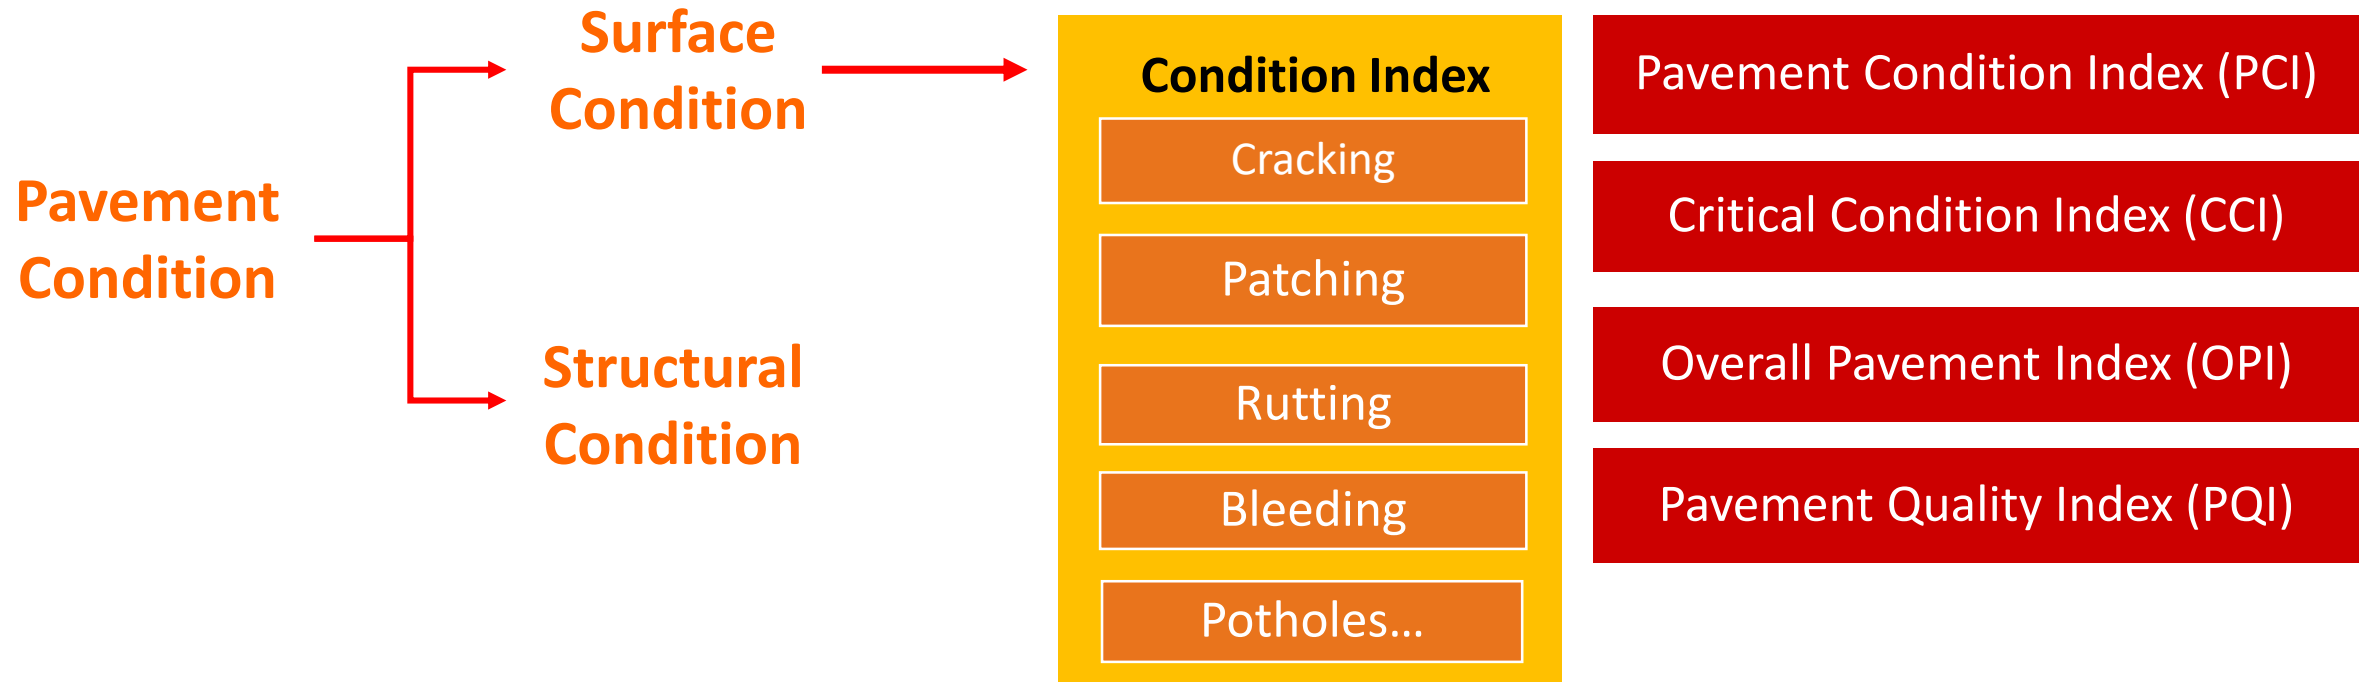 Pavement
Condition
Surface
Condition
Structural
Condition
Condition Index
Cracking
Patching
Rutting
Bleeding
Potholes...
Pavement Condition Index (PCI)
Critical Condition Index (CCI)
Overall Pavement Index (OPI)
Pavement Quality Index (PQI)